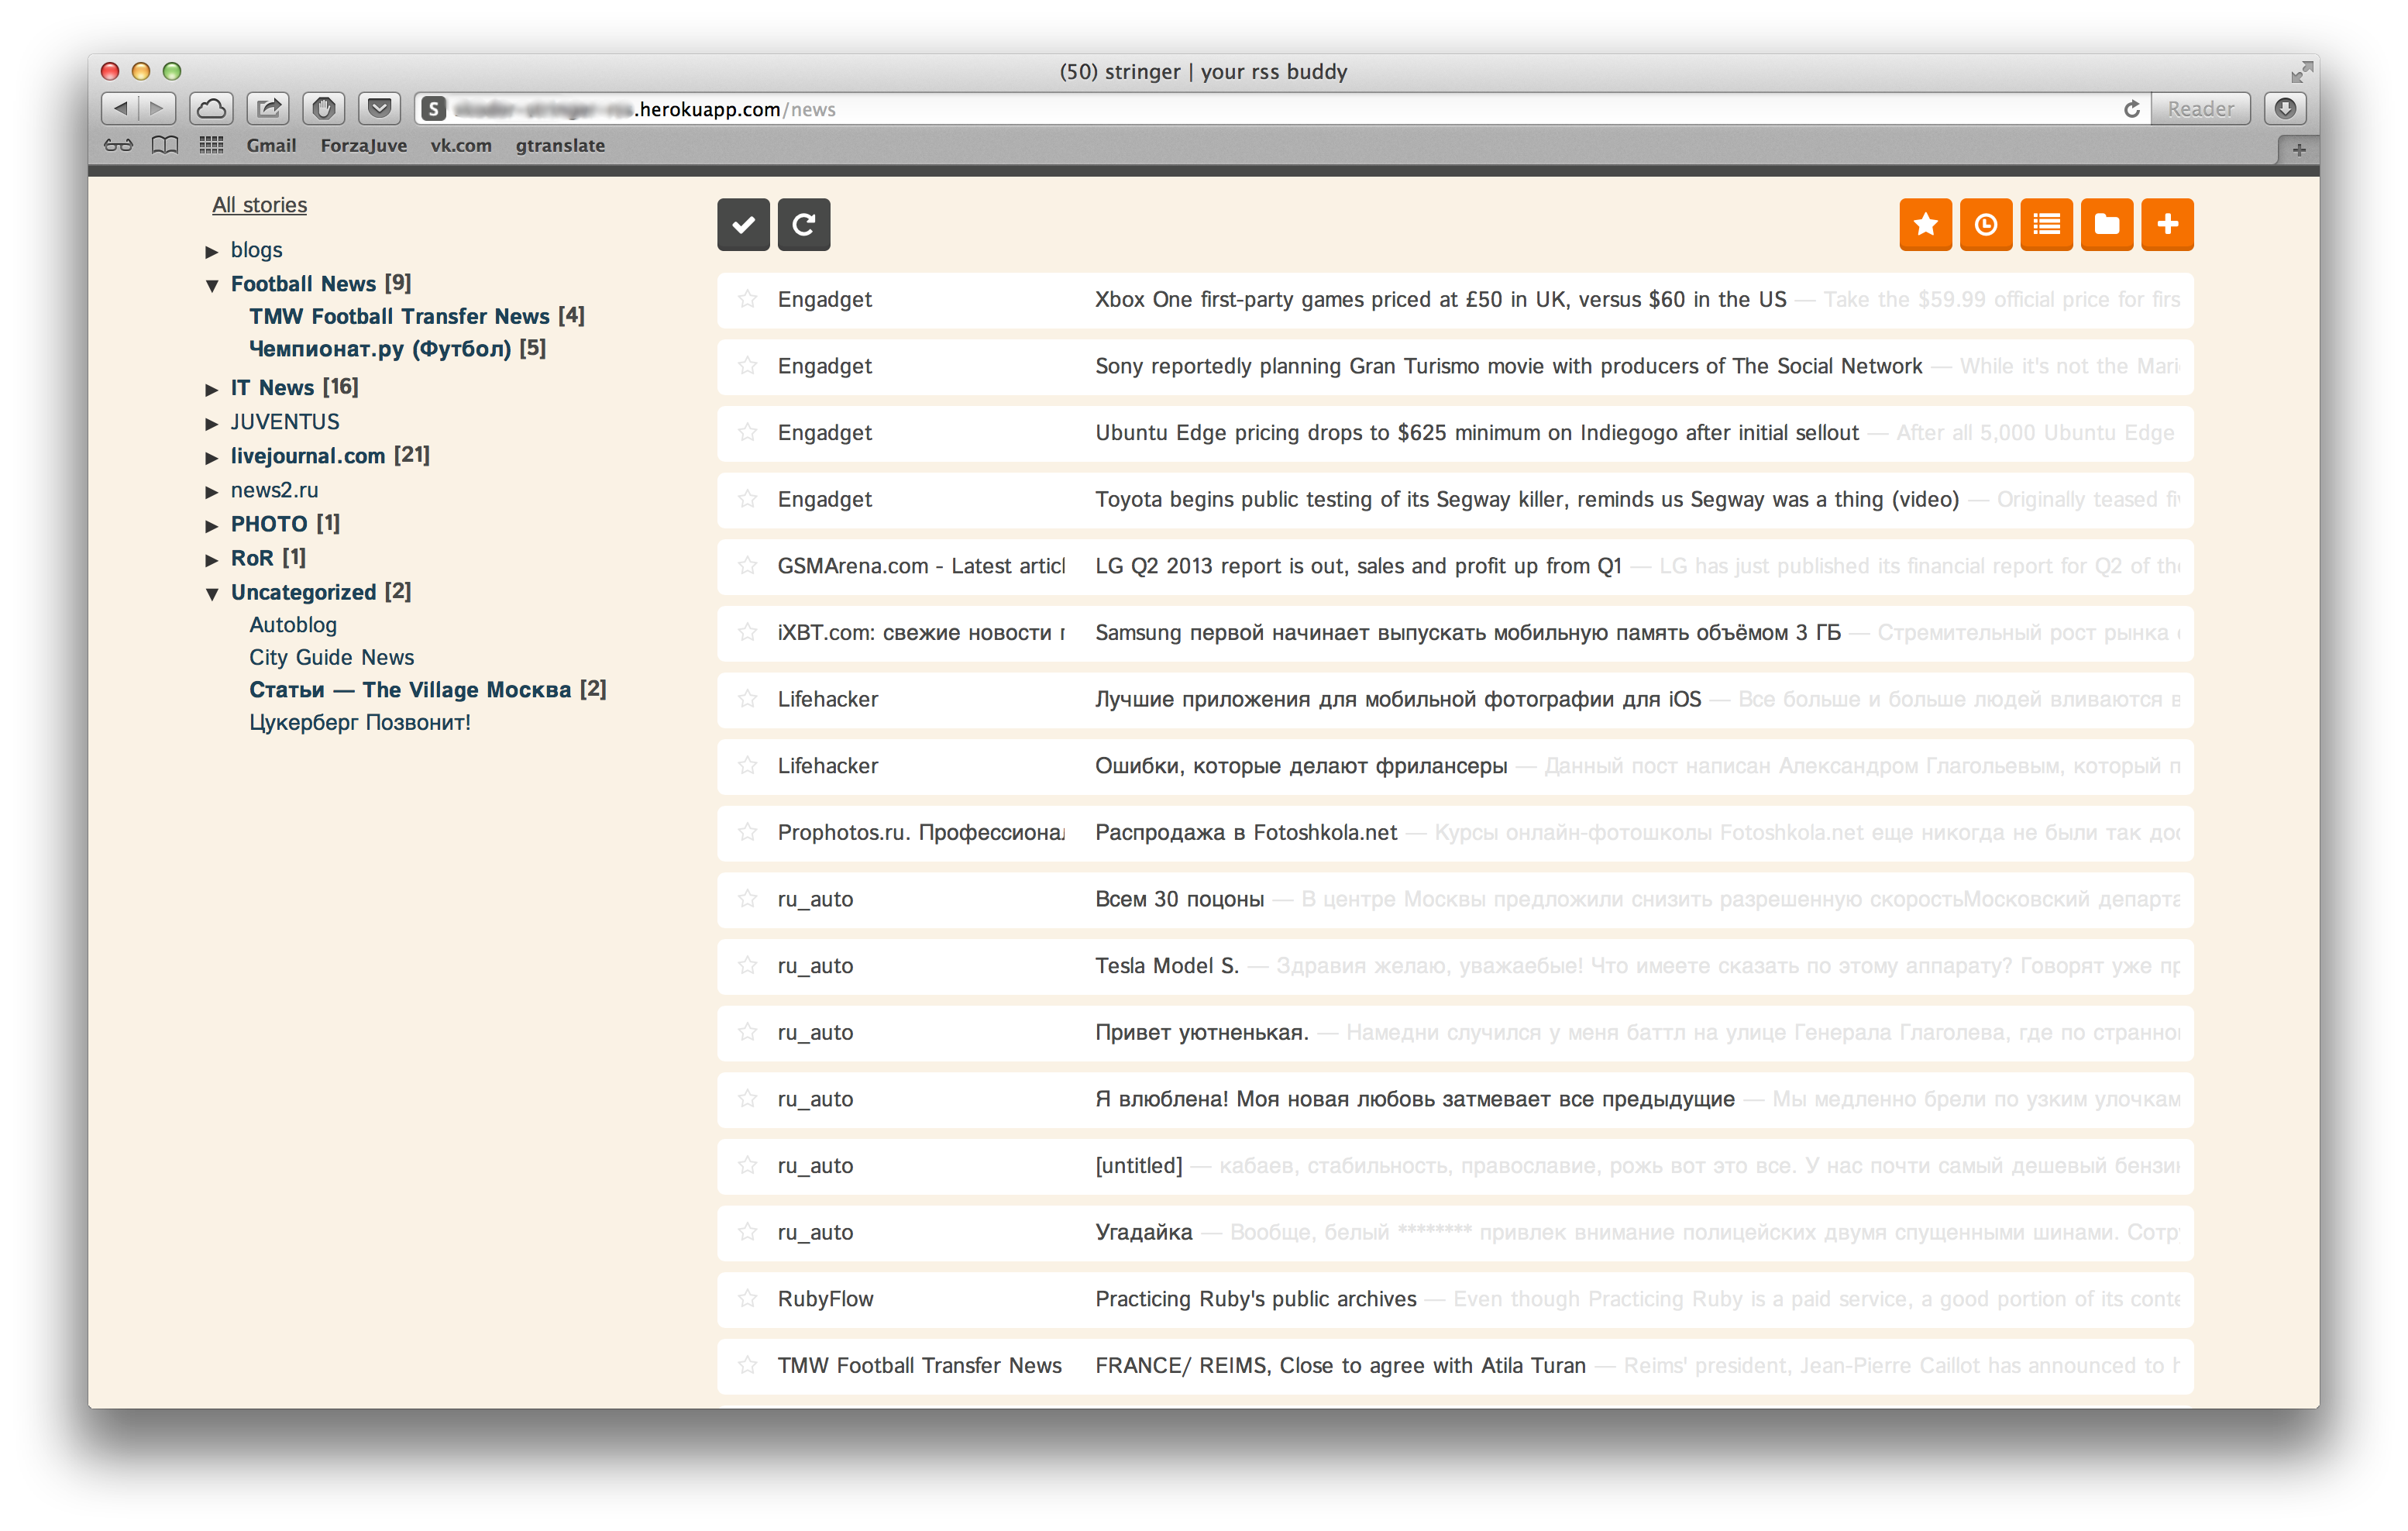 (50) stringer | your rss buddy
S .herokuapp.com/news Reader
Gmail ForzaJuve vk.com gtranslate
All stories
blogs
Football News [9]
TMW Football Transfer News [4]
Чемпионат.ру (Футбол) [5]
IT News [16]
JUVENTUS
livejournal.com [21]
news2.ru
PHOTO [1]
RoR [1]
Uncategorized [2]
Autoblog
City Guide News
Статьи — The Village Москва [2]
Цукерберг Позвонит!
Engadget Xbox One first-party games priced at £50 in UK, versus $60 in the US — Take the $59.99 official price for firs
Engadget Sony reportedly planning Gran Turismo movie with producers of The Social Network — While it's not the Mari
Engadget Ubuntu Edge pricing drops to $625 minimum on Indiegogo after initial sellout — After all 5,000 Ubuntu Edge
Engadget Toyota begins public testing of its Segway killer, reminds us Segway was a thing (video) — Originally teased
GSMArena.com - Latest articl LG Q2 2013 report is out, sales and profit up from Q1 — LG has just published its financial report for Q2 of the
iXBT.com: свежие новости Samsung первой начинает выпускать мобильную память объёмом 3 ГБ — Стремительный рост рынка
Lifehacker Лучшие приложения для мобильной фотографии для iOS — Все больше и больше людей вливаются в
Lifehacker Ошибки, которые делают фрилансеры — Данный пост написан Александром Глагольевым, который п
Prophotos.ru. Профессионал Распродажа в Fotoshkola.net — Курсы онлайн-фотошколы Fotoshkola.net еще никогда не были так дос
ru_auto Всем 30 поцоны — В центре Москвы предложили снизить разрешенную скоростьМосковский департа
ru_auto Tesla Model S. — Здравия желаю, уважаебые! Что имеете сказать по этому аппарату? Говорят уже пр
ru_auto Привет уютненькая. — Намедни случился у меня баттл на улице Генерала Глаголева, где по странно
ru_auto Я влюблена! Моя новая любовь затмевает все предыдущие — Мы медленно брели по узким улочкам
ru_auto [untitled] — кабаев, стабильность, православие, рожь вот это все. У нас почти самый дешевый бензин
ru_auto Угадайка — Вообще, белый ******** привлек внимание полицейских двумя спущенными шинами. Сотр
RubyFlow Practicing Ruby's public archives — Even though Practicing Ruby is a paid service, a good portion of its conte
TMW Football Transfer News FRANCE/ REIMS, Close to agree with Atila Turan — Reims' president, Jean-Pierre Caillot has announced to h